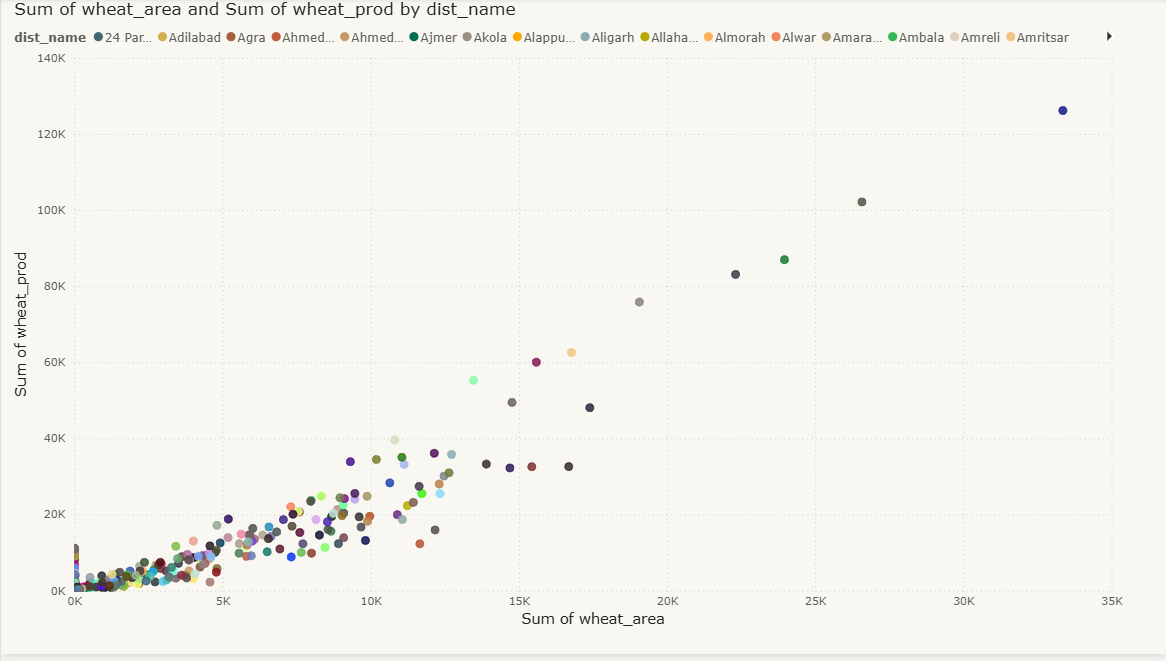 Sum of wheat_area and Sum of wheat_prod by dist_name
dist_name 24 Par... Adilabad Agra Ahmed... Ahmed... Ajmer Akola Alappu... Aligarh Allaha... Almorah Alwar Amara... Ambala Amreli Amritsar
140K
120K
100K
80K
60K
40K
20K
0K
Sum of wheat_prod
0K 5K 10K 15K 20K 25K 30K 35K
Sum of wheat_area